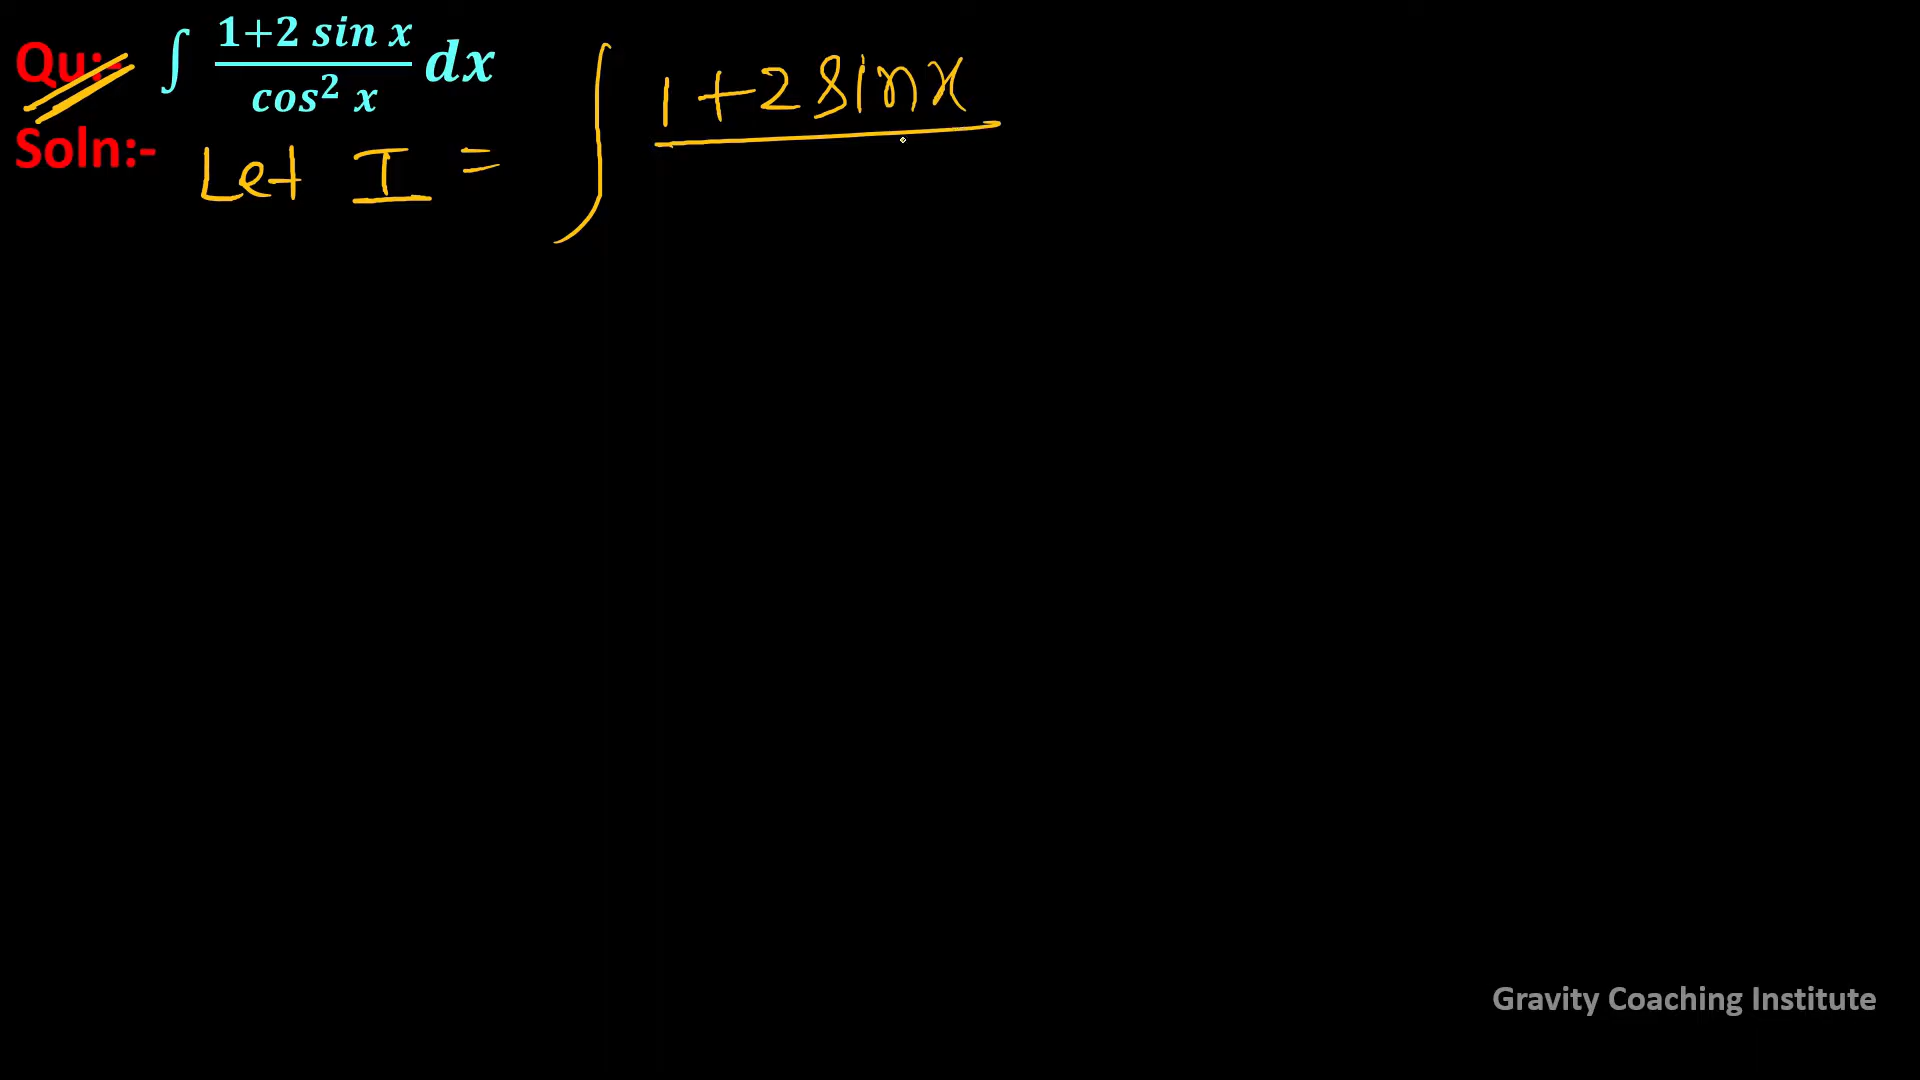 Qu:- ∫ (1+2 sin x)/(cos² x) dx
Soln:- Let I = ∫ 1+2 sin x
Gravity Coaching Institute